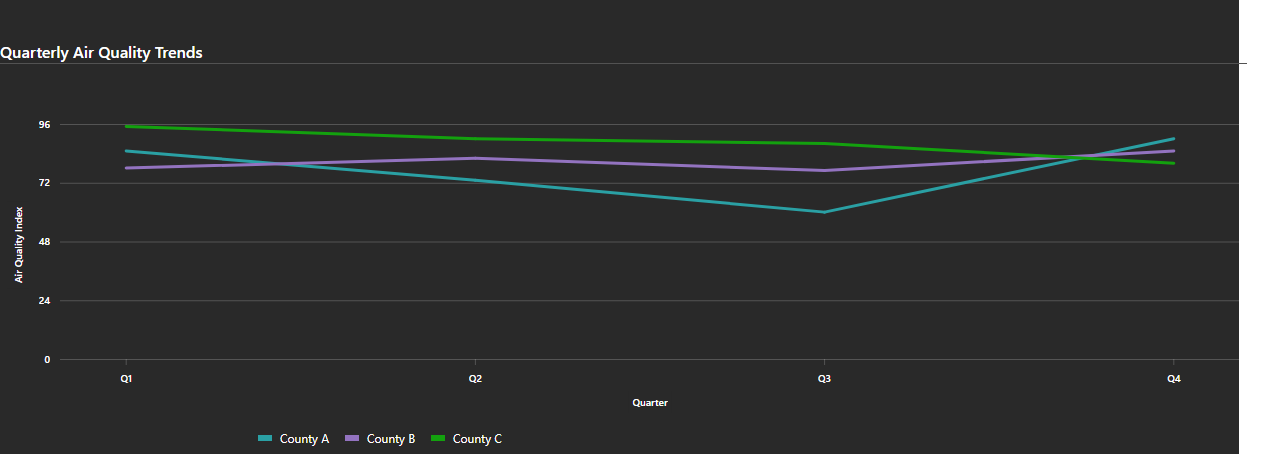 Quarterly Air Quality Trends
96
72
48
24
0
Air Quality Index
Q1 Q2 Q3 Q4
Quarter
County A County B County C